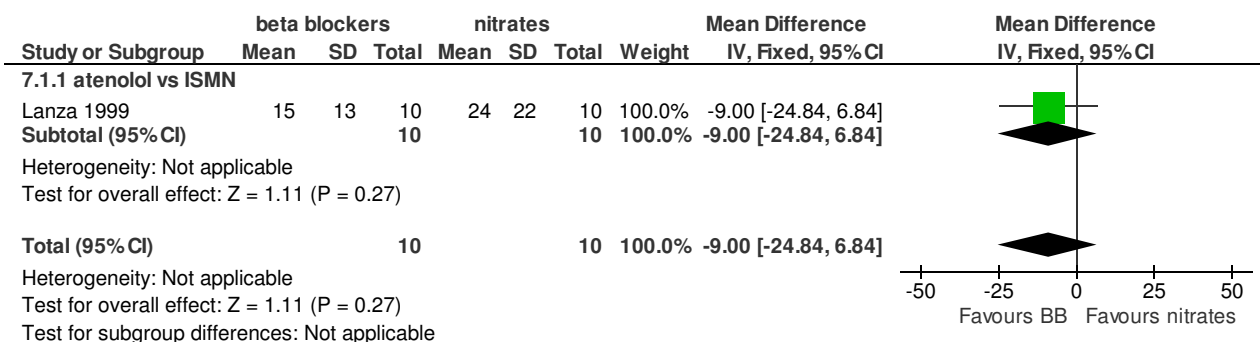 beta blockers nitrates Mean Difference Mean Difference
Study or Subgroup Mean SD Total Mean SD Total Weight IV, Fixed, 95% CI IV, Fixed, 95% CI
7.1.1 atenolol vs ISMN
Lanza 1999 15 13 10 24 22 10 100.0% -9.00 [-24.84, 6.84]
Subtotal (95% CI) 10 10 100.0% -9.00 [-24.84, 6.84]
Heterogeneity: Not applicable
Test for overall effect: Z = 1.11 (P = 0.27)
Total (95% CI) 10 10 100.0% -9.00 [-24.84, 6.84]
Heterogeneity: Not applicable
Test for overall effect: Z = 1.11 (P = 0.27)
Test for subgroup differences: Not applicable
-50 -25 0 25 50
Favours BB Favours nitrates